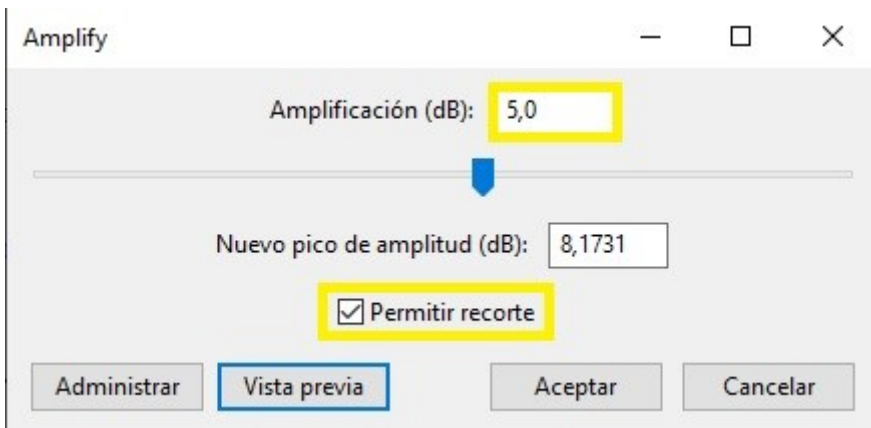 Amplify
Amplificación (dB): 5,0
Nuevo pico de amplitud (dB): 8,1731
Permitir recorte
Administrar Vista previa Aceptar Cancelar